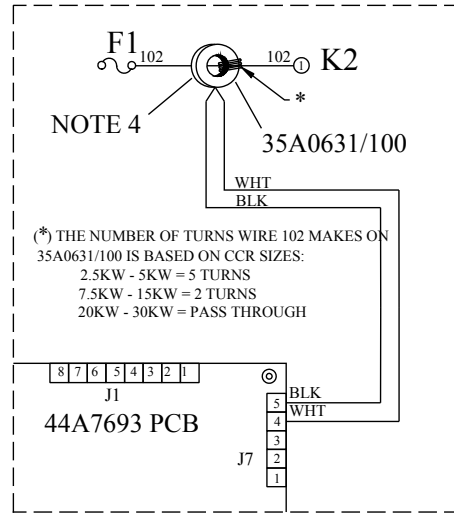 F1
102
102
1
K2
*
NOTE 4
35A0631/100
WHT
BLK
(*) THE NUMBER OF TURNS WIRE 102 MAKES ON
35A0631/100 IS BASED ON CCR SIZES:
2.5KW - 5KW = 5 TURNS
7.5KW - 15KW = 2 TURNS
20KW - 30KW = PASS THROUGH
8 7 6 5 4 3 2 1
J1
44A7693 PCB
BLK
WHT
J7
5
4
3
2
1